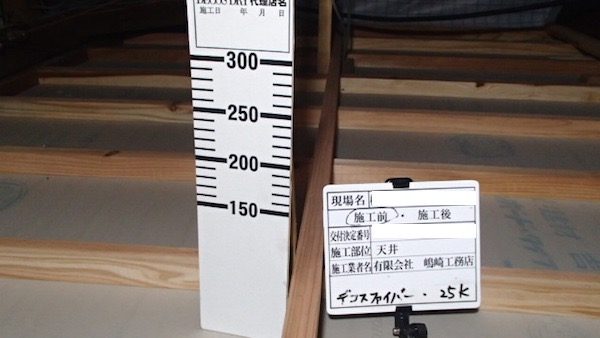 DECOS DRY 代理店名
施工日 年 月 日
300
250
200
150
現場名
施工前 ・ 施工後
交付決定番号
施工部位 天井
施工業者名 有限会社 嶋崎工務店
デコスファイバー・25K